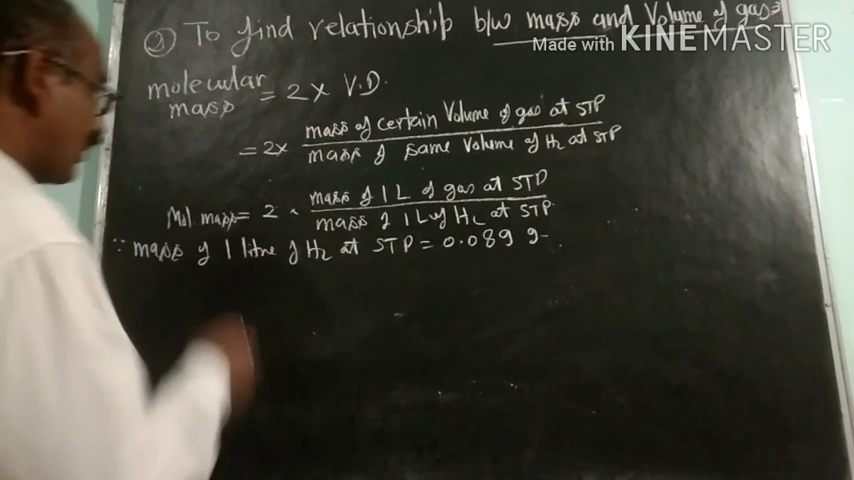 (2) To find relationship b/w mass and Volume of gas=
Made with KINEMASTER
molecular mass = 2 x V.D.
= 2x mass of certain Volume of gas at STP
mass of same volume of H2 at STP
Mol. mass = 2 x mass of 1 L of gas at STP
mass of 1 L of H2 at STP
∵ mass of 1 litre of H2 at STP = 0.089 g-